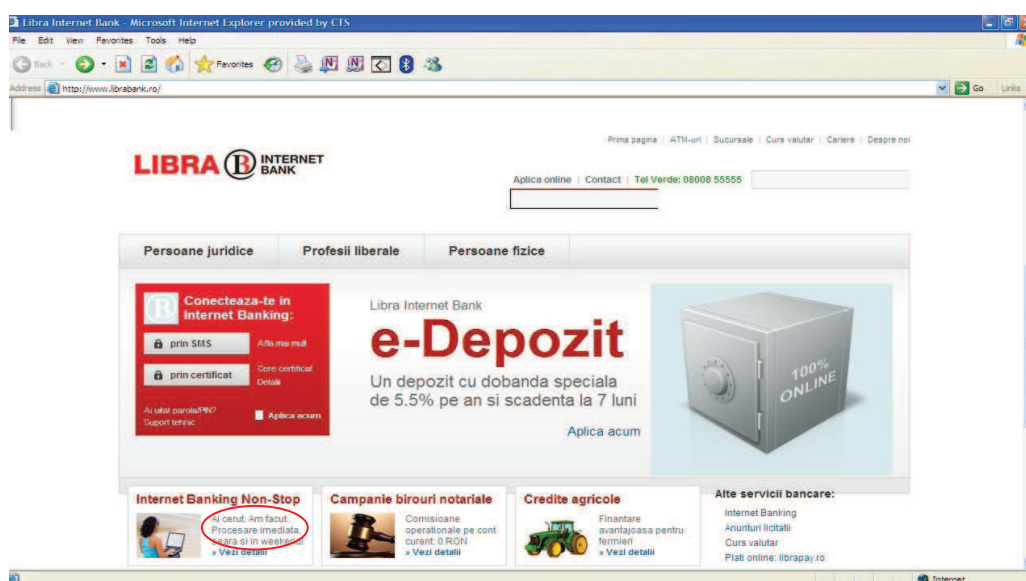 Libra Internet Bank - Microsoft Internet Explorer provided by CTS
File Edit View Favorites Tools Help
Back Favorites
Address http://www.librabank.ro/ Go Links
Prima pagina | ATM-uri | Sucursale | Curs valutar | Cariere | Despre noi
LIBRA B INTERNET
BANK
Aplica online | Contact | Tel Verde: 08008 55555
Persoane juridice Profesii liberale Persoane fizice
Conecteaza-te in
Internet Banking:
prin SMS Afla mai mult
prin certificat Cere certificat
Detalii
Ai uitat parola/PIN?
Suport tehnic
Aplica acum
Libra Internet Bank
e-Depozit
Un depozit cu dobanda speciala
de 5.5% pe an si scadenta la 7 luni
Aplica acum
100%
ONLINE
Internet Banking Non-Stop
Ai cerut. Am facut.
Procesare imediata,
seara si in weekend!
» Vezi detalii
Campanie birouri notariale
Comisioane
operationale pe cont
curent: 0 RON
» Vezi detalii
Credite agricole
Finantare
avantajoasa pentru
fermieri
» Vezi detalii
Alte servicii bancare:
Internet Banking
Anunturi licitatii
Curs valutar
Plati online: librapay.ro
Internet